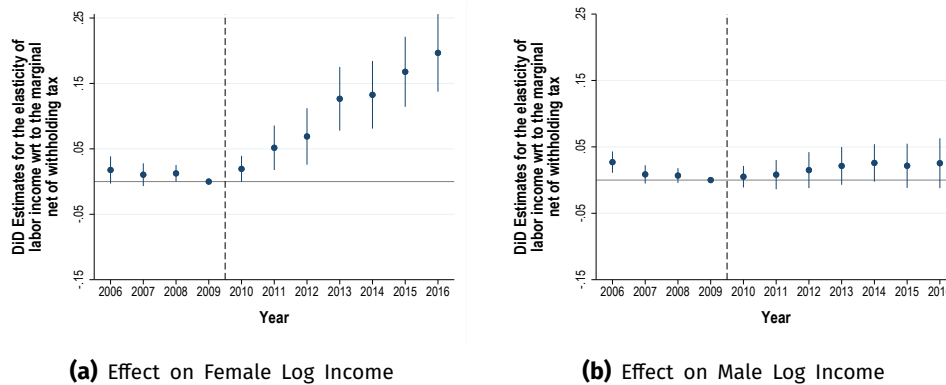 DiD Estimates for the elasticity of
labor income wrt to the marginal
net of withholding tax
.25
.15
.05
-.05
-.15
2006 2007 2008 2009 2010 2011 2012 2013 2014 2015 2016
Year
(a) Effect on Female Log Income
DiD Estimates for the elasticity of
labor income wrt to the marginal
net of withholding tax
.25
.15
.05
-.05
-.15
2006 2007 2008 2009 2010 2011 2012 2013 2014 2015 2016
Year
(b) Effect on Male Log Income